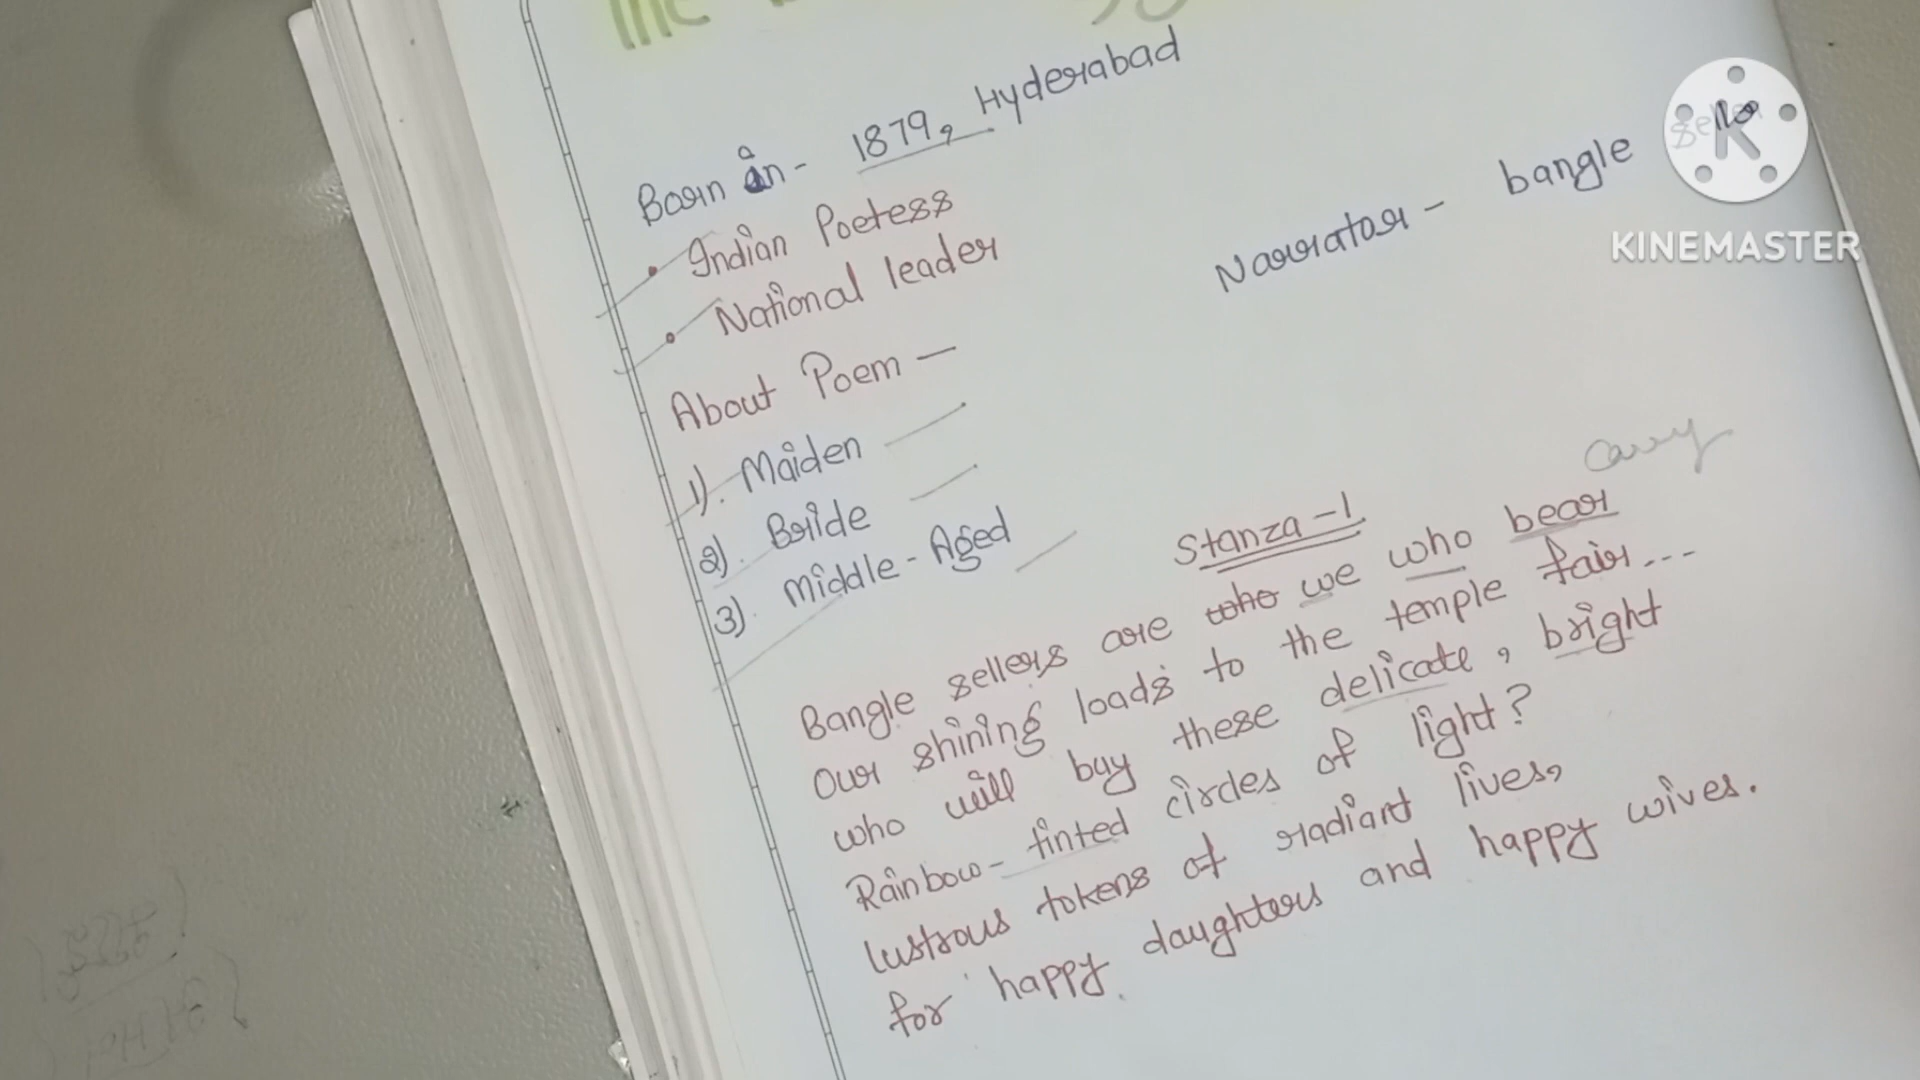 The
Born in - 1879, Hyderabad
• Indian Poetess
• National leader
Narrator - bangle
KINEMASTER
About Poem —
1). Maiden
2). Bride
3). Middle-Aged
carry
Stanza-1
Bangle sellers are who we who bear
our shining loads to the temple fair...
who will buy these delicate, bright
Rainbow-tinted circles of light?
lustrous tokens of radiant lives,
for happy daughters and happy wives.